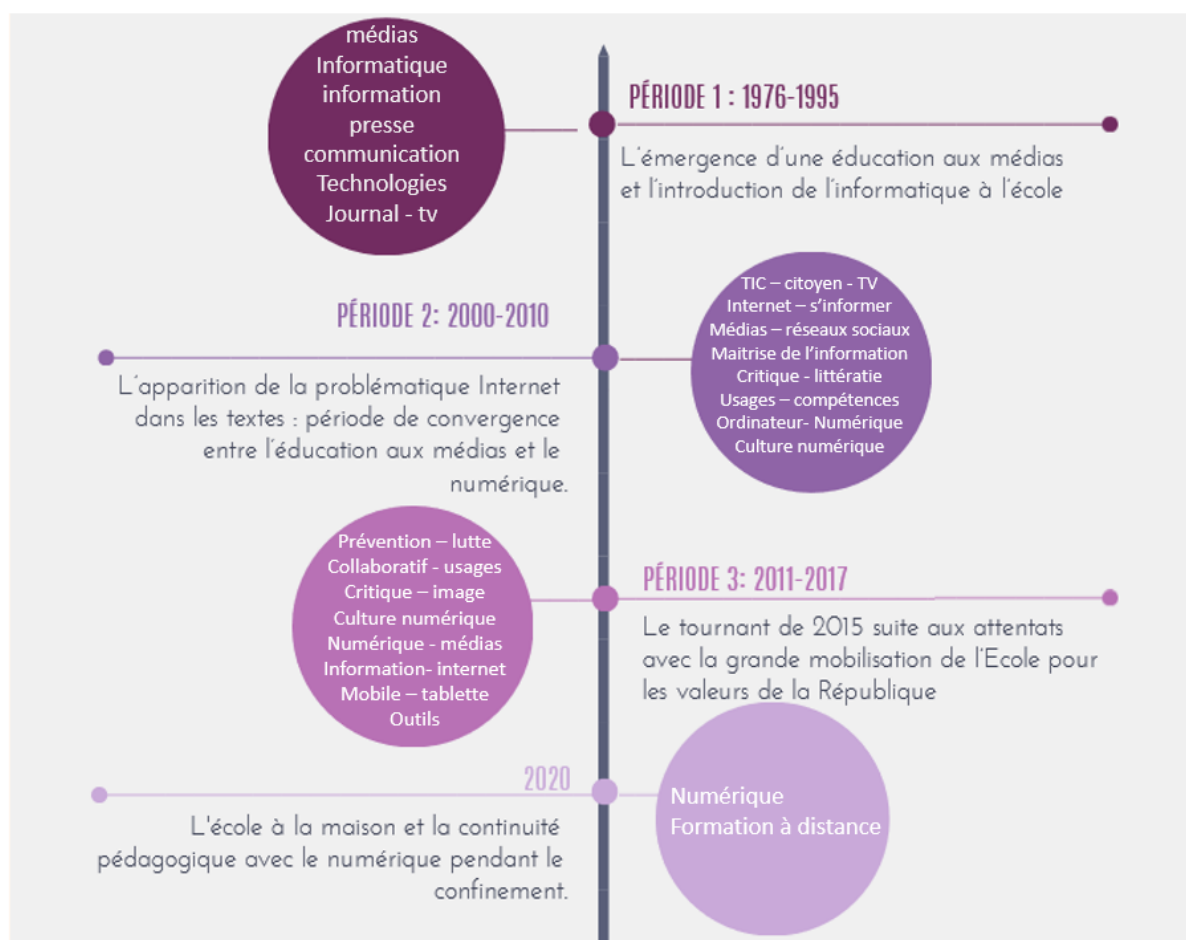 médias
Informatique
information
presse
communication
Technologies
Journal - tv
PÉRIODE 1 : 1976-1995
L'émergence d'une éducation aux médias
et l'introduction de l'informatique à l'école
PÉRIODE 2: 2000-2010
L'apparition de la problématique Internet
dans les textes : période de convergence
entre l'éducation aux médias et le
numérique.
TIC – citoyen - TV
Internet – s'informer
Médias – réseaux sociaux
Maitrise de l'information
Critique - littératie
Usages – compétences
Ordinateur- Numérique
Culture numérique
Prévention – lutte
Collaboratif - usages
Critique – image
Culture numérique
Numérique - médias
Information- internet
Mobile – tablette
Outils
PÉRIODE 3: 2011-2017
Le tournant de 2015 suite aux attentats
avec la grande mobilisation de l'Ecole pour
les valeurs de la République
2020
L'école à la maison et la continuité
pédagogique avec le numérique pendant le
confinement.
Numérique
Formation à distance